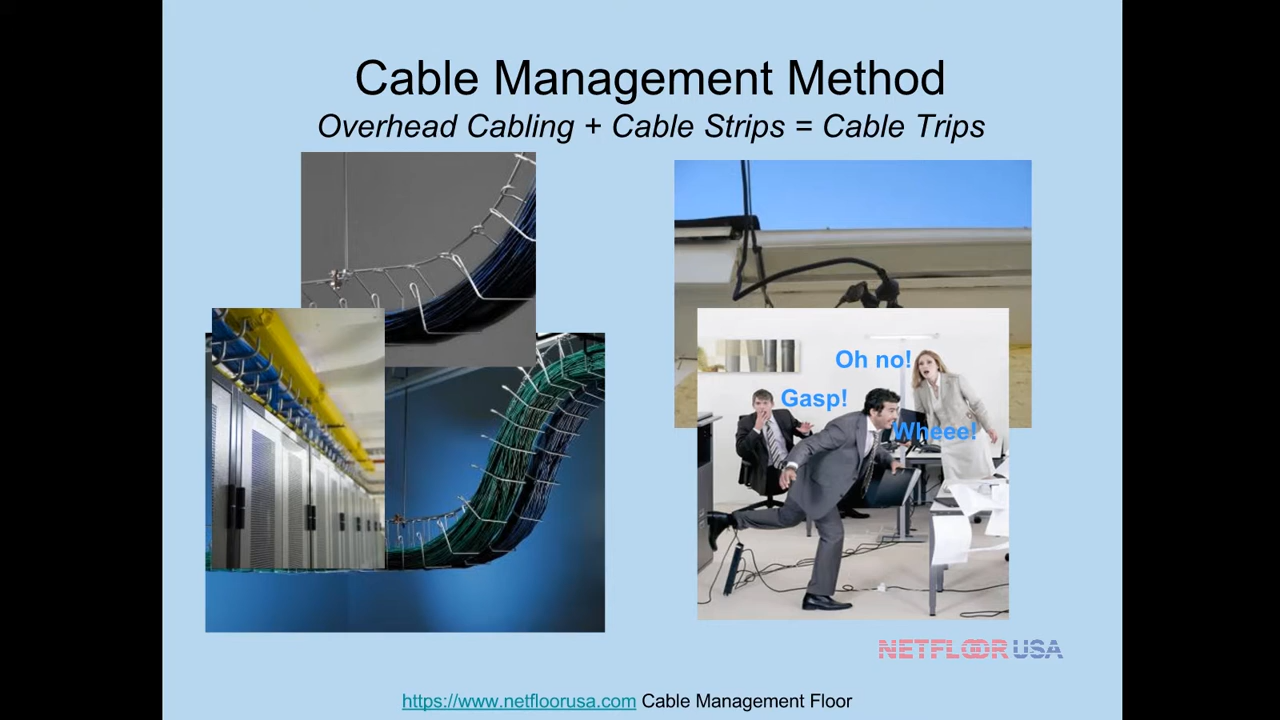 Cable Management Method
Overhead Cabling + Cable Strips = Cable Trips
Oh no!
Gasp!
Wheee!
NETFLOOR USA
https://www.netfloorusa.com Cable Management Floor